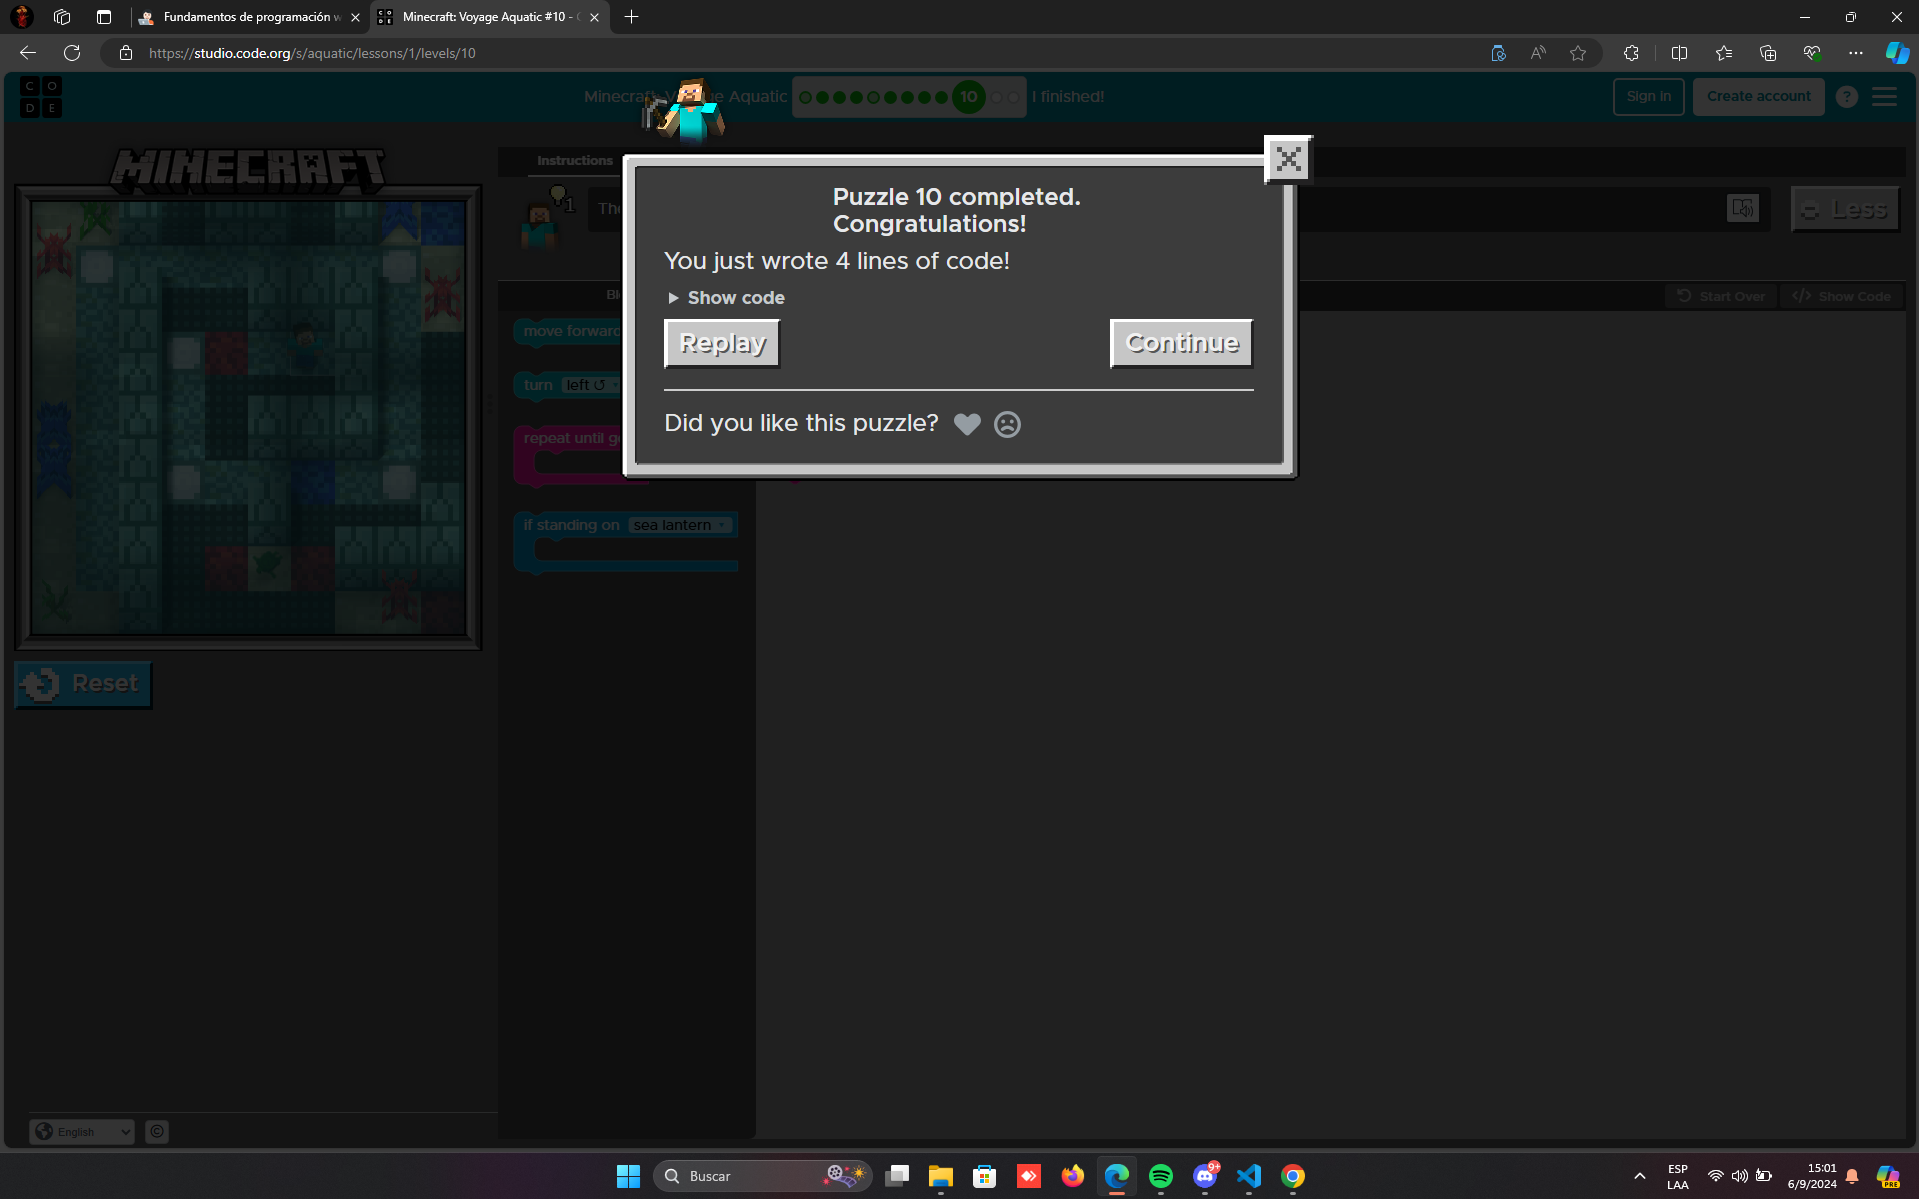 Fundamentos de programación w
Minecraft: Voyage Aquatic #10 -
https://studio.code.org/s/aquatic/lessons/1/levels/10
C O
D E
Minecraft: Voyage Aquatic
10
I finished!
Sign in
Create account
?
MINECRAFT
Instructions
1
Less
Puzzle 10 completed.
Congratulations!
You just wrote 4 lines of code!
Show code
Replay
Continue
Did you like this puzzle?
Start Over
</> Show Code
move forward
turn left ↺
repeat until
if standing on sea lantern
Reset
English
©
Buscar
9+
ESP
LAA
15:01
6/9/2024
PRE